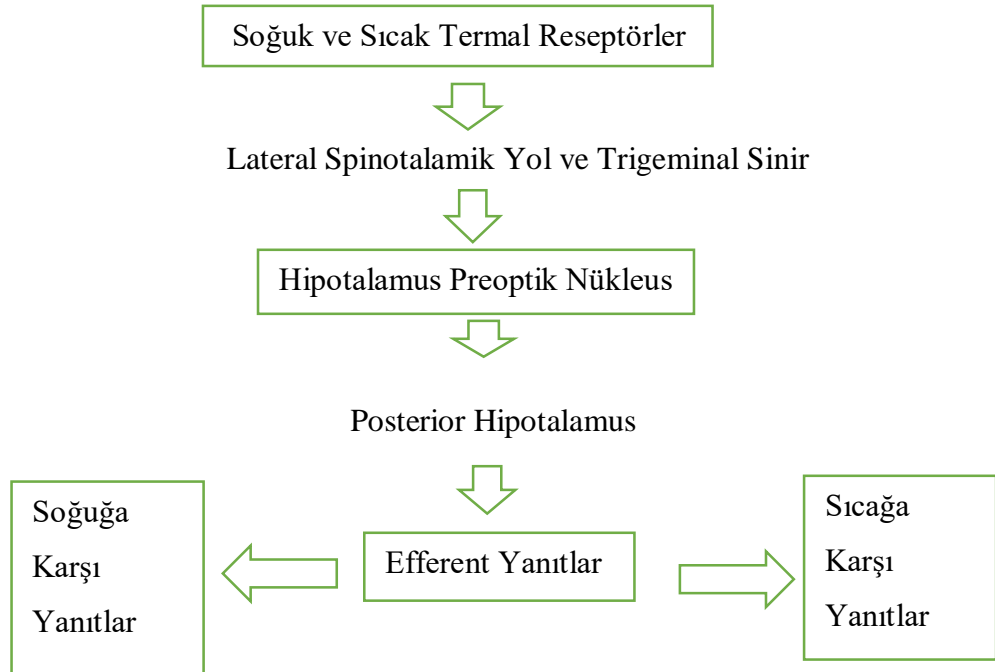 Soğuk ve Sıcak Termal Reseptörler
Lateral Spinotalamik Yol ve Trigeminal Sinir
Hipotalamus Preoptik Nükleus
Posterior Hipotalamus
Soğuğa
Karşı
Yanıtlar
Efferent Yanıtlar
Sıcağa
Karşı
Yanıtlar